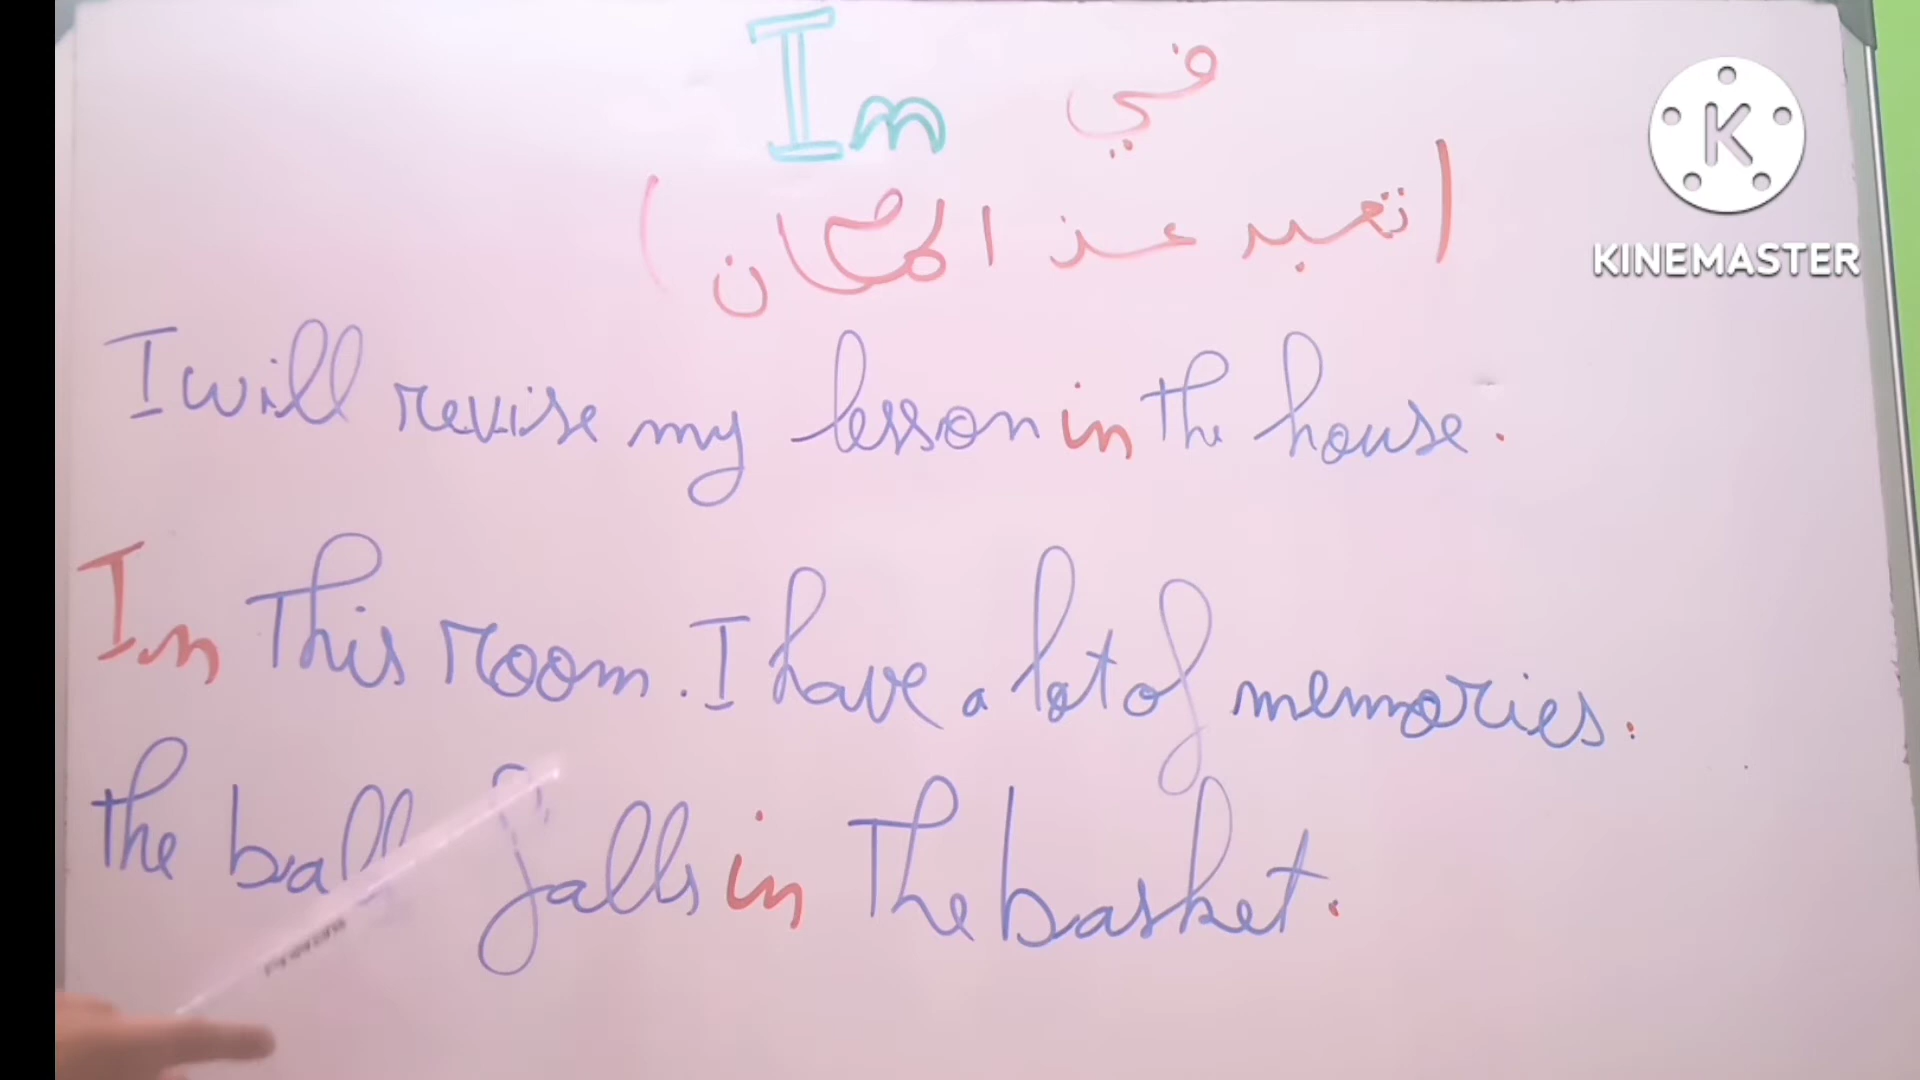 In في
(تعبر عن المكان)
I will revise my lesson in the house.
In this room. I have a lot of memories.
the ball falls in the basket.
K
KINEMASTER